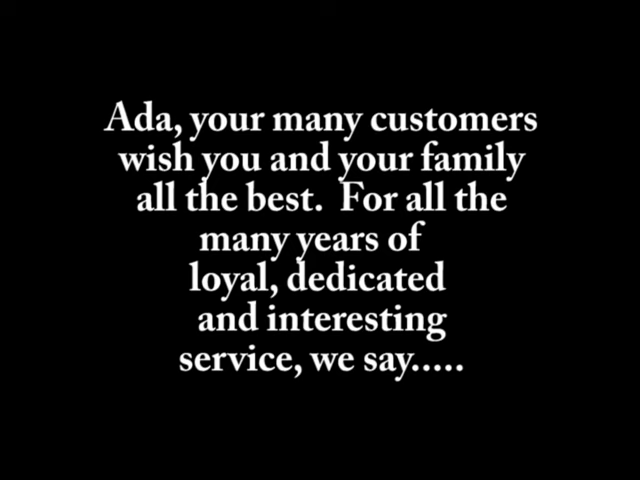 Ada, your many customers
wish you and your family
all the best.  For all the
many years of
loyal, dedicated
and interesting
service, we say.....